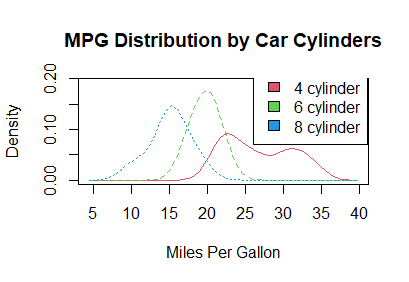 MPG Distribution by Car Cylinders
4 cylinder
6 cylinder
8 cylinder
Density
0.20
0.10
0.00
5 10 15 20 25 30 35 40
Miles Per Gallon